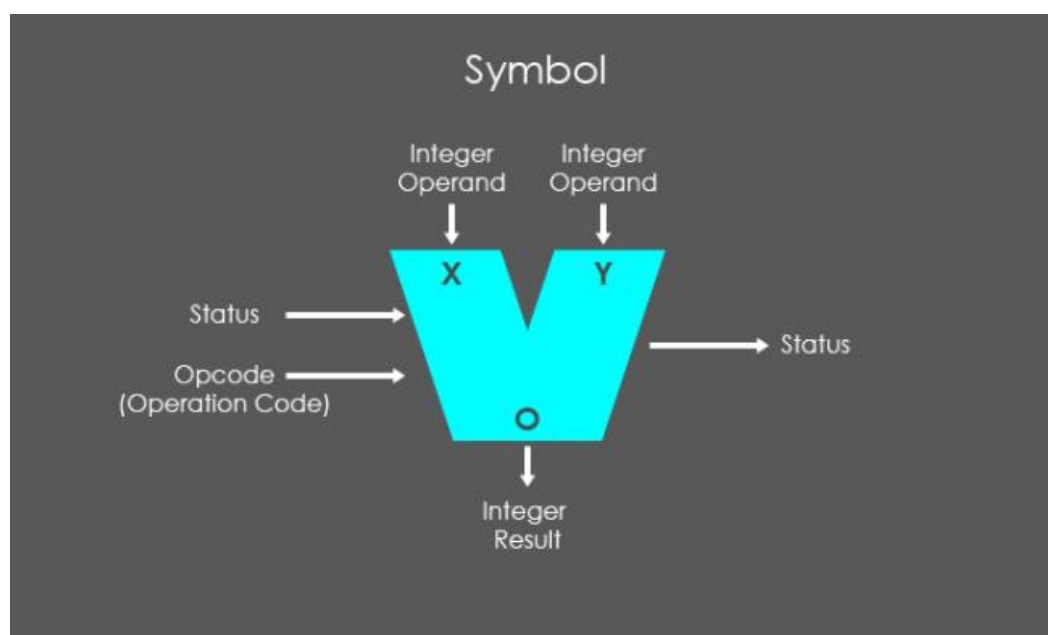 Symbol
Integer
Operand
Integer
Operand
X
Y
Status
Status
Opcode
(Operation Code)
O
Integer
Result